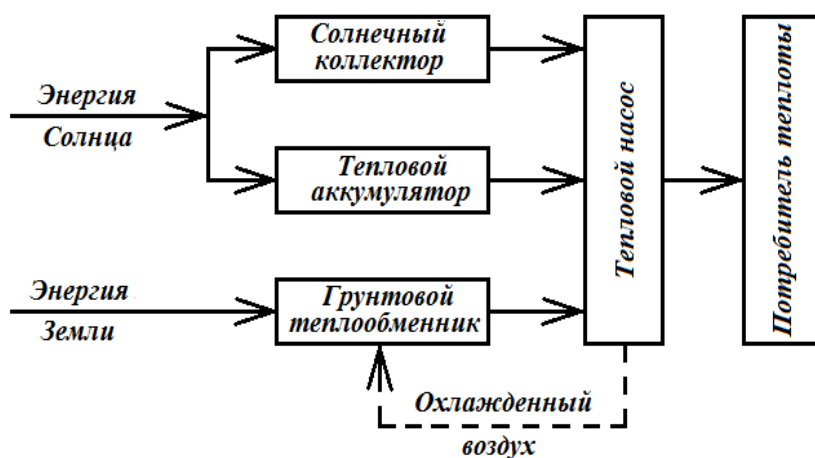 Солнечный
коллектор
Энергия
Солнца
Тепловой
аккумулятор
Тепловой насос
Потребитель теплоты
Энергия
Земли
Грунтовой
теплообменник
Охлажденный
воздух